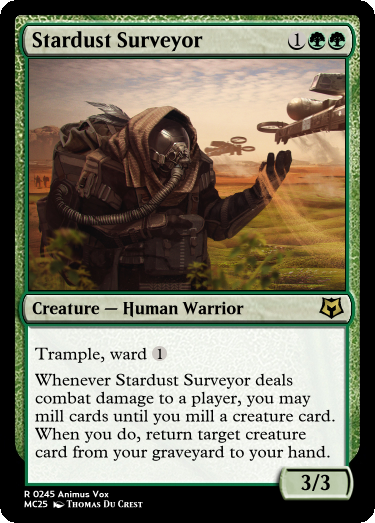 Stardust Surveyor 1
Creature — Human Warrior
Trample, ward 1
Whenever Stardust Surveyor deals
combat damage to a player, you may
mill cards until you mill a creature card.
When you do, return target creature
card from your graveyard to your hand.
3/3
R 0245 Animus Vox
MC25 Thomas Du Crest